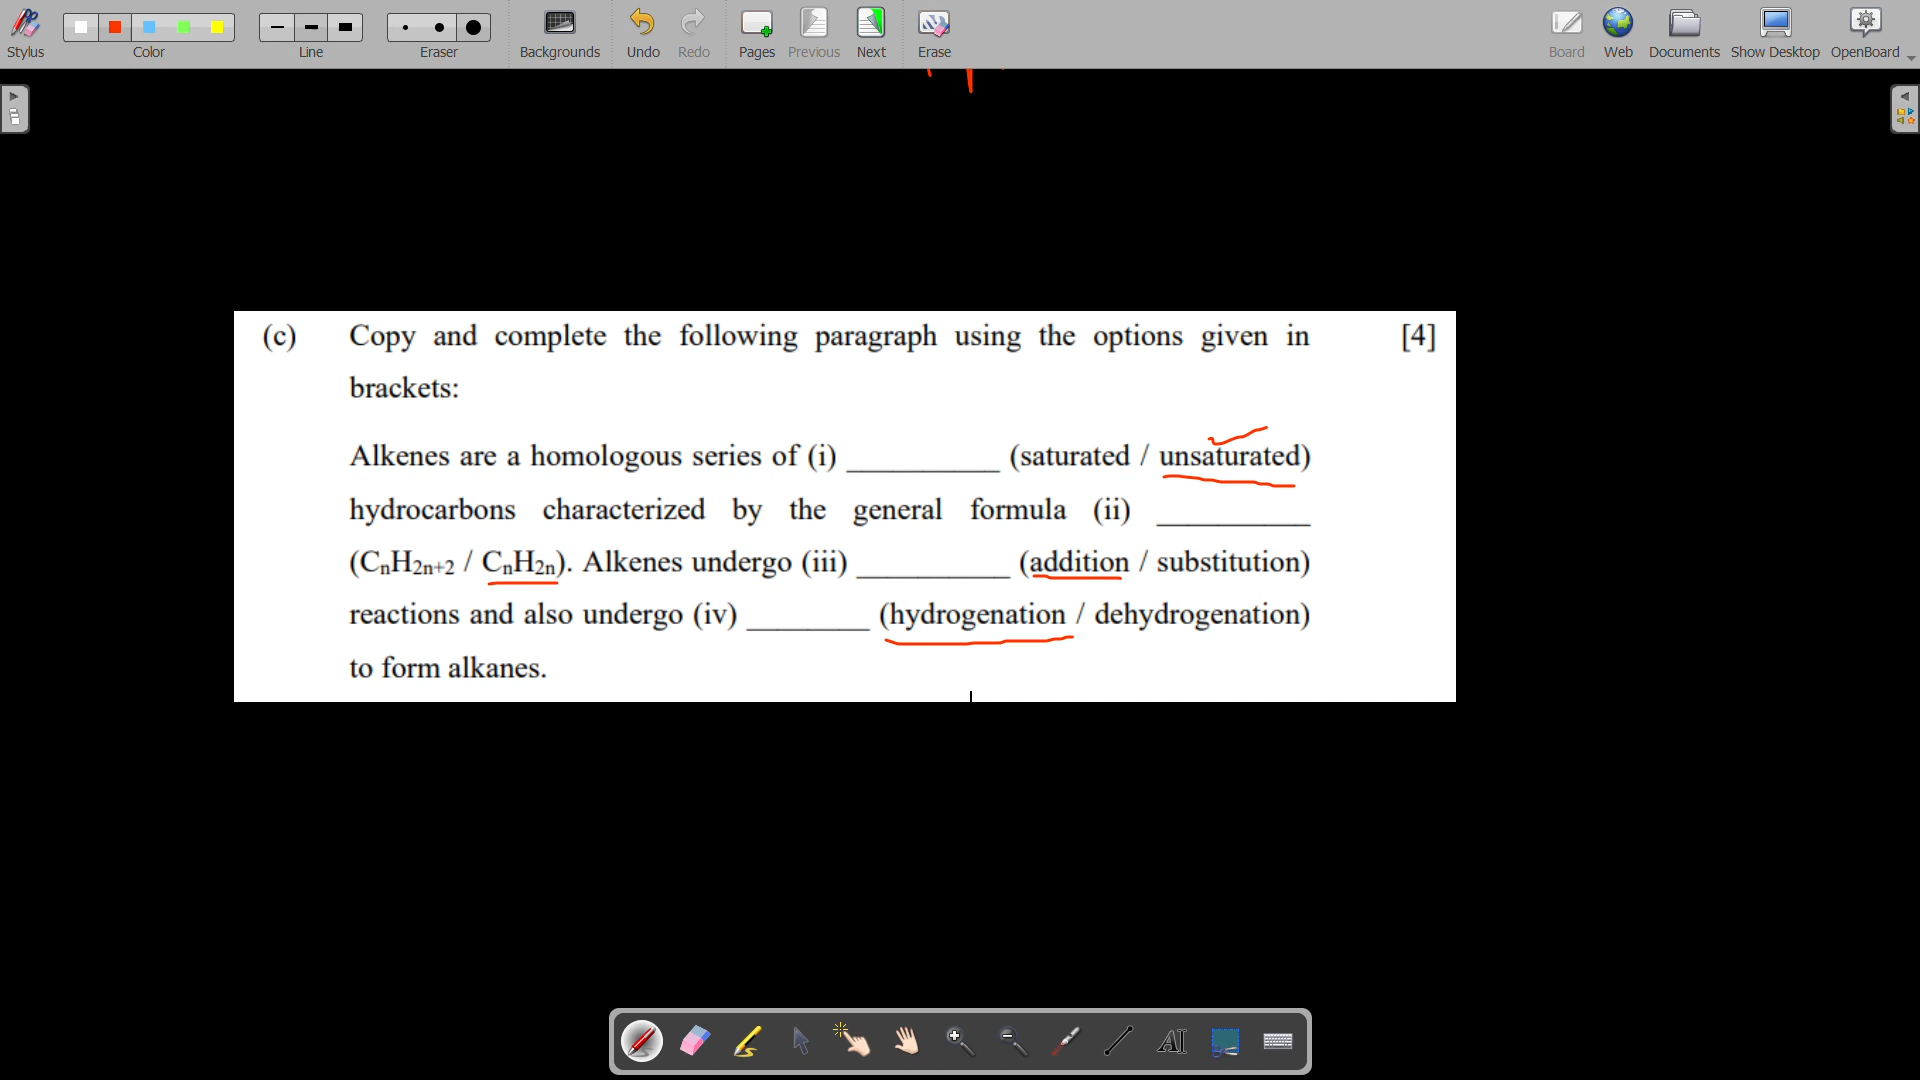 Stylus Color Line Eraser Backgrounds Undo Redo Pages Previous Next Erase Board Web Documents Show Desktop OpenBoard
(c) Copy and complete the following paragraph using the options given in [4]
brackets:
Alkenes are a homologous series of (i) __________ (saturated / unsaturated)
hydrocarbons characterized by the general formula (ii) __________
(CnH2n+2 / CnH2n). Alkenes undergo (iii) __________ (addition / substitution)
reactions and also undergo (iv) ________ (hydrogenation / dehydrogenation)
to form alkanes.
AI